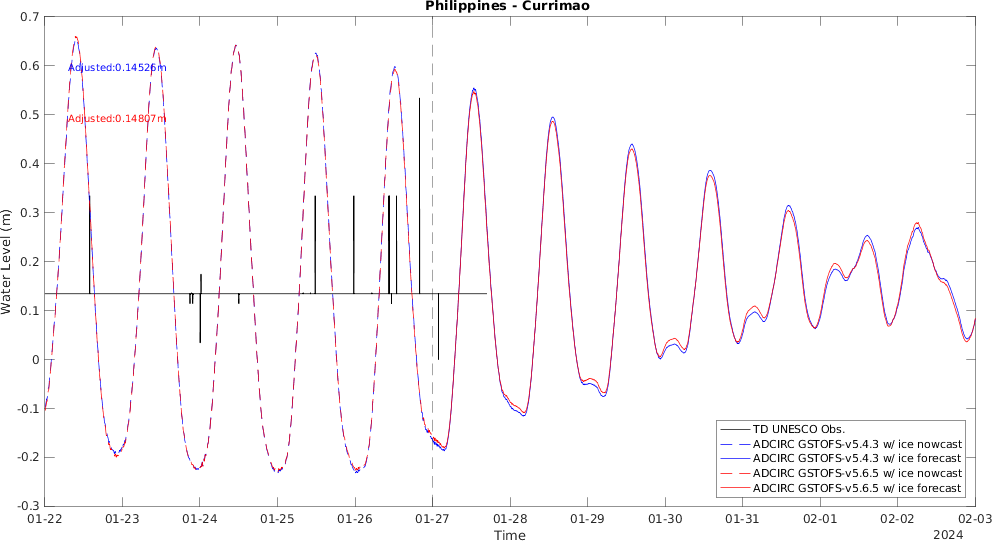 Philippines - Currimao
0.7
0.6
0.5
0.4
0.3
0.2
0.1
0
-0.1
-0.2
-0.3
Water Level (m)
Adjusted:0.14526m
Adjusted:0.14807m
TD UNESCO Obs.
ADCIRC GSTOFS-v5.4.3 w/ ice nowcast
ADCIRC GSTOFS-v5.4.3 w/ ice forecast
ADCIRC GSTOFS-v5.6.5 w/ ice nowcast
ADCIRC GSTOFS-v5.6.5 w/ ice forecast
01-22 01-23 01-24 01-25 01-26 01-27 01-28 01-29 01-30 01-31 02-01 02-02 02-03
Time
2024